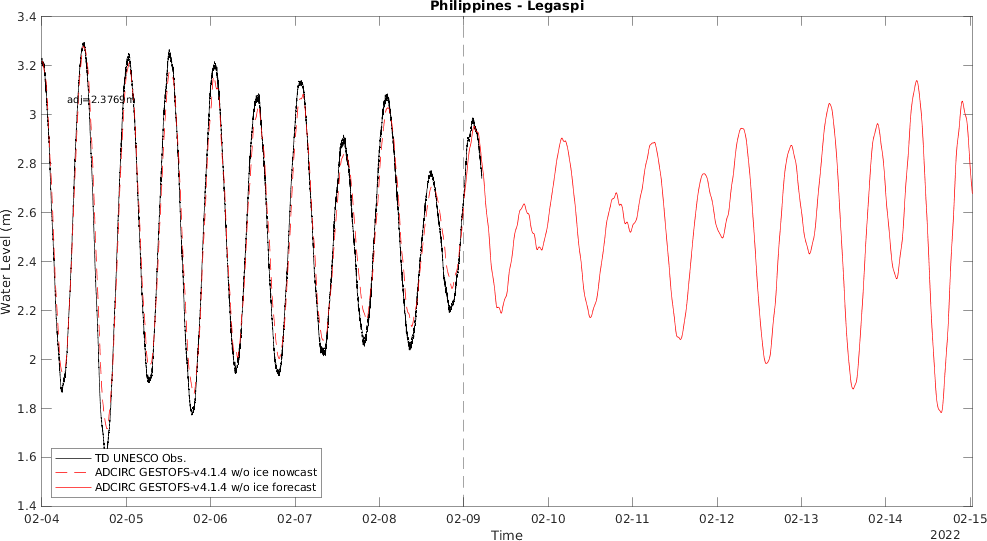 Philippines - Legaspi
3.4
3.2
3
2.8
2.6
2.4
2.2
2
1.8
1.6
1.4
Water Level (m)
adj=2.3769m
TD UNESCO Obs.
ADCIRC GESTOFS-v4.1.4 w/o ice nowcast
ADCIRC GESTOFS-v4.1.4 w/o ice forecast
02-04 02-05 02-06 02-07 02-08 02-09 02-10 02-11 02-12 02-13 02-14 02-15
Time
2022